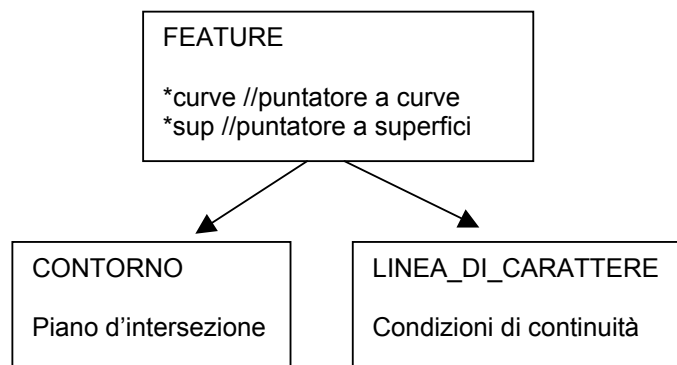 FEATURE
*curve //puntatore a curve
*sup //puntatore a superfici
CONTORNO
Piano d’intersezione
LINEA_DI_CARATTERE
Condizioni di continuità